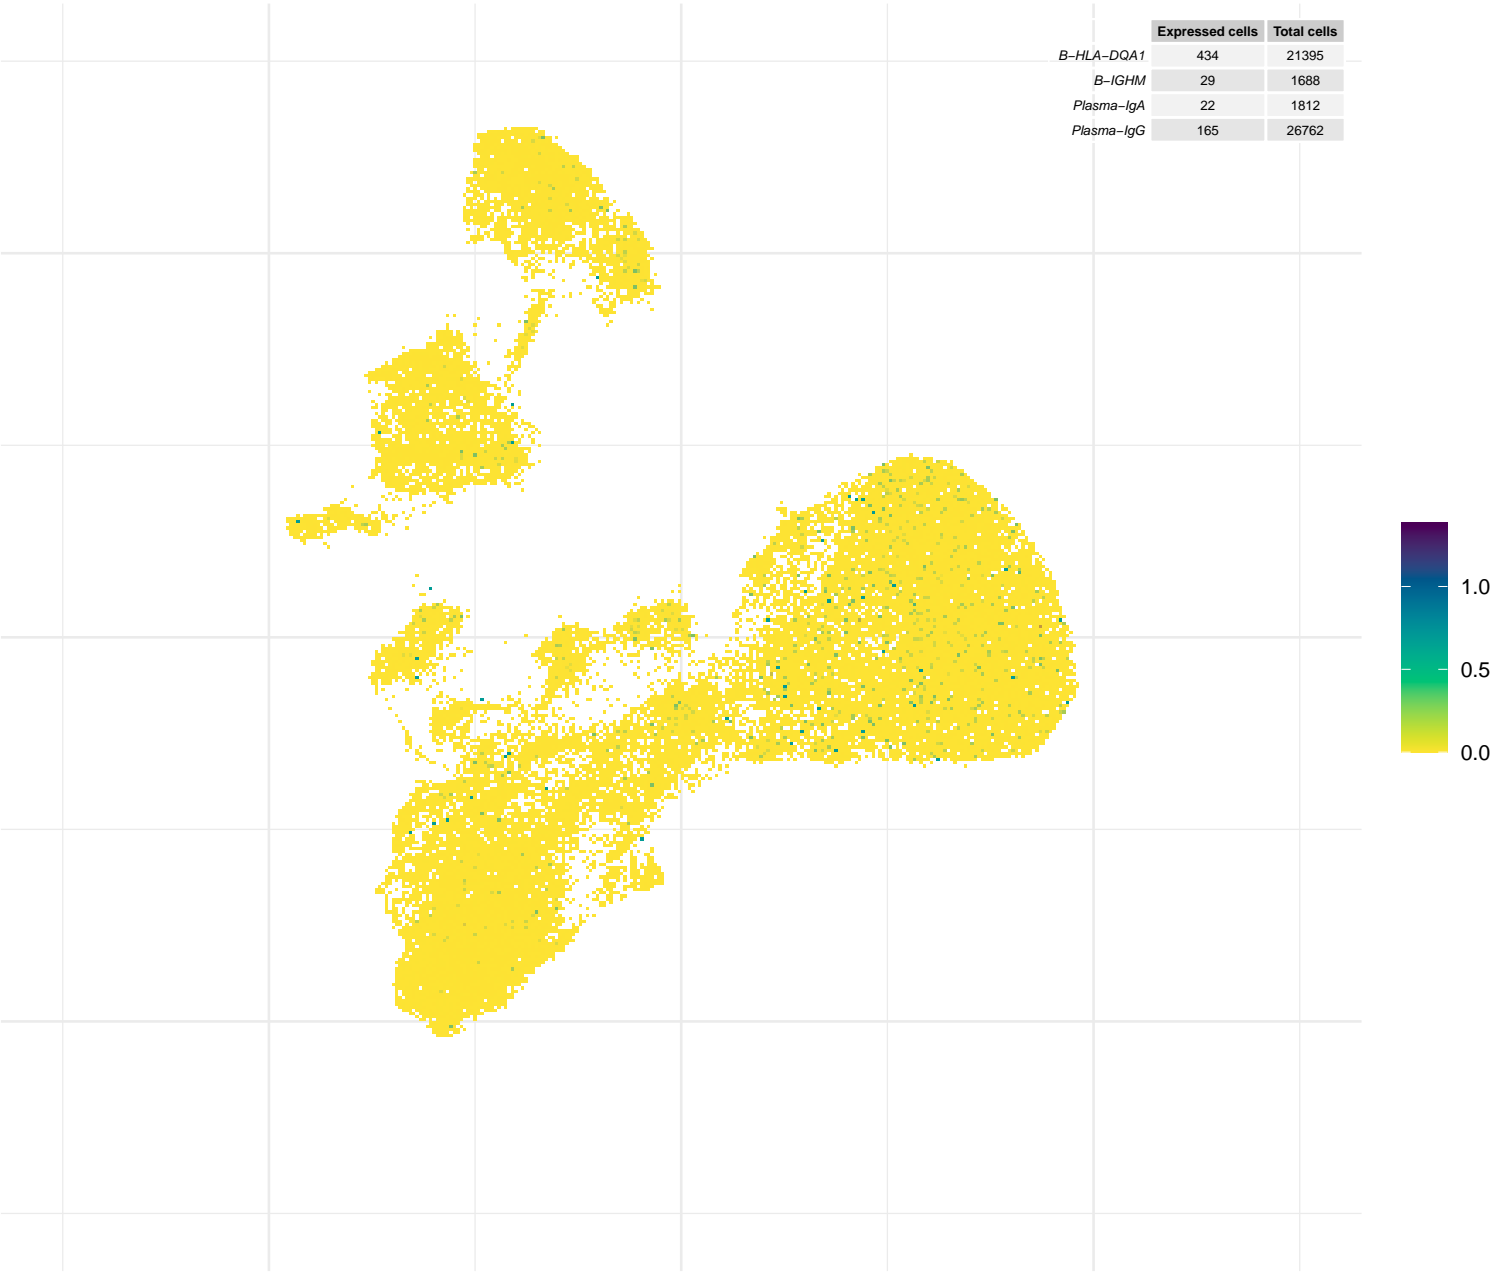 Expressed cells Total cells
B−HLA−DQA1 434 21395
B−IGHM 29 1688
Plasma−IgA 22 1812
Plasma−IgG 165 26762
1.0
0.5
0.0